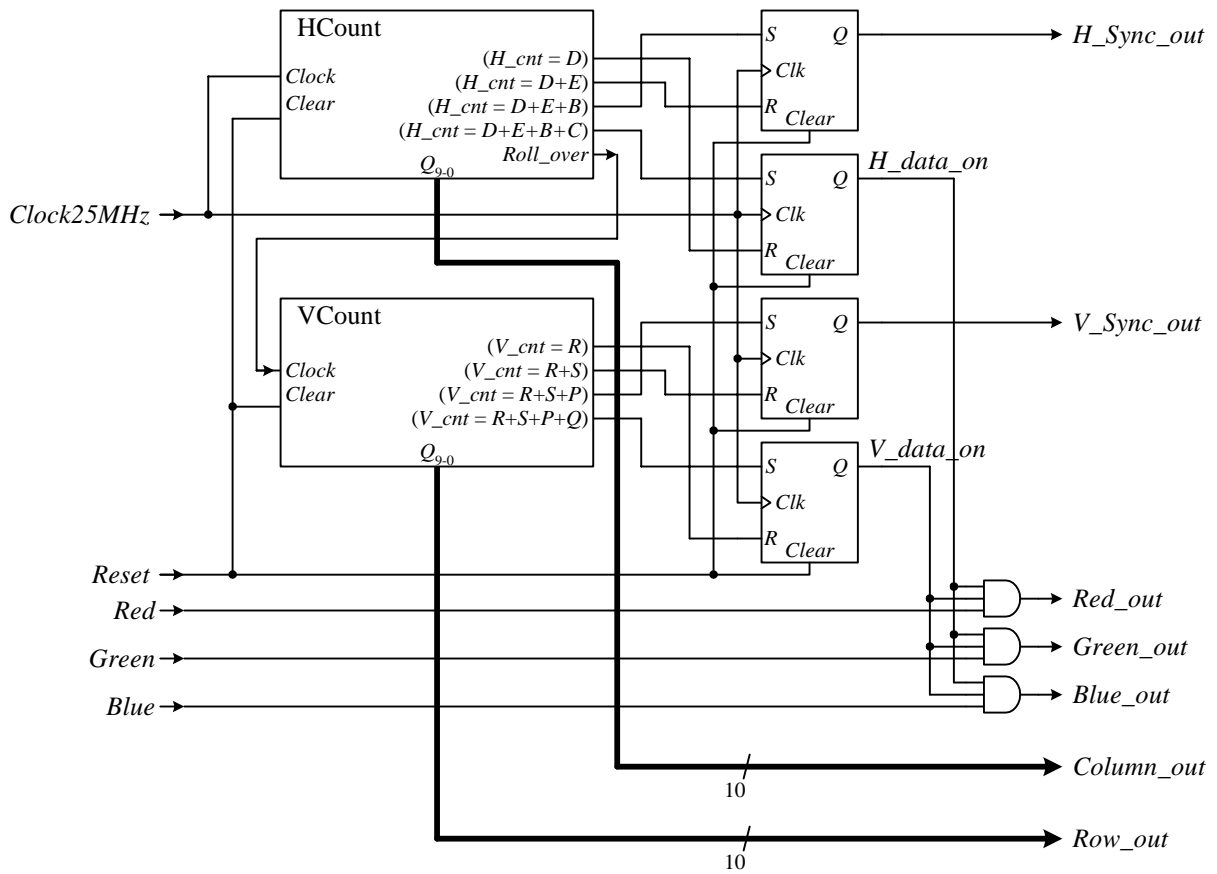 HCount
Clock
Clear
(H_cnt = D)
(H_cnt = D+E)
(H_cnt = D+E+B)
(H_cnt = D+E+B+C)
Roll_over
Q9-0
S
Q
Clk
R
Clear
H_Sync_out
S
Q
Clk
R
Clear
H_data_on
Clock25MHz
VCount
Clock
Clear
(V_cnt = R)
(V_cnt = R+S)
(V_cnt = R+S+P)
(V_cnt = R+S+P+Q)
Q9-0
S
Q
Clk
R
Clear
V_Sync_out
S
Q
Clk
R
Clear
V_data_on
Reset
Red
Green
Blue
Red_out
Green_out
Blue_out
10
Column_out
10
Row_out